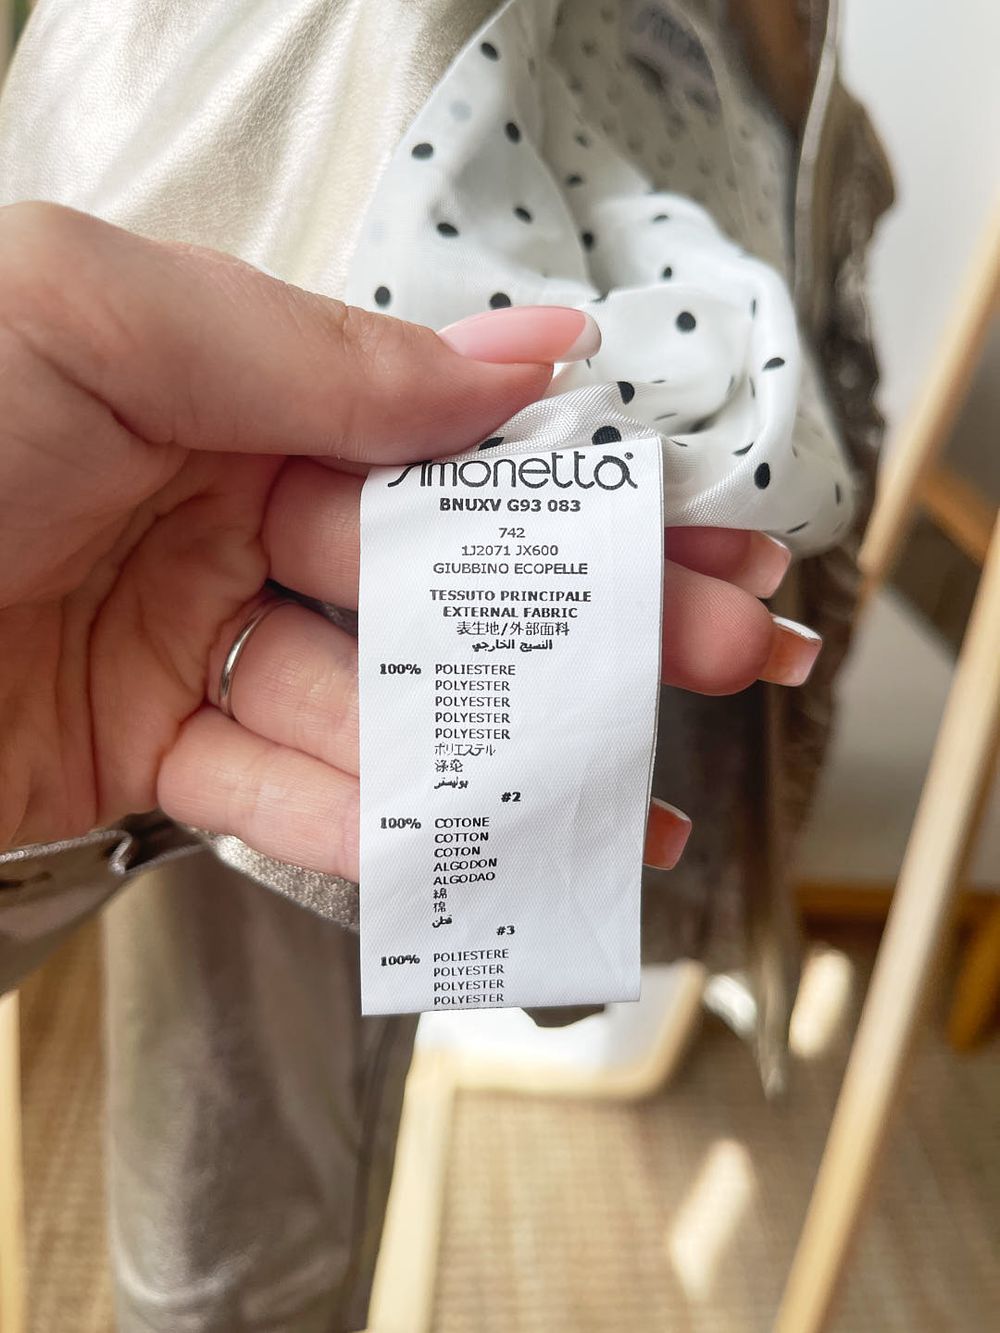 simonetta
BNUXV G93 083
742
1J2071 JX600
GIUBBINO ECOPELLE
TESSUTO PRINCIPALE
EXTERNAL FABRIC
表生地/外部面料
النسيج الخارجي
100% POLIESTERE
POLYESTER
POLYESTER
POLYESTER
POLYESTER
ポリエステル
涤纶
بوليستر
#2
100% COTONE
COTTON
COTON
ALGODON
ALGODAO
綿
棉
قطن
#3
100% POLIESTERE
POLYESTER
POLYESTER
POLYESTER